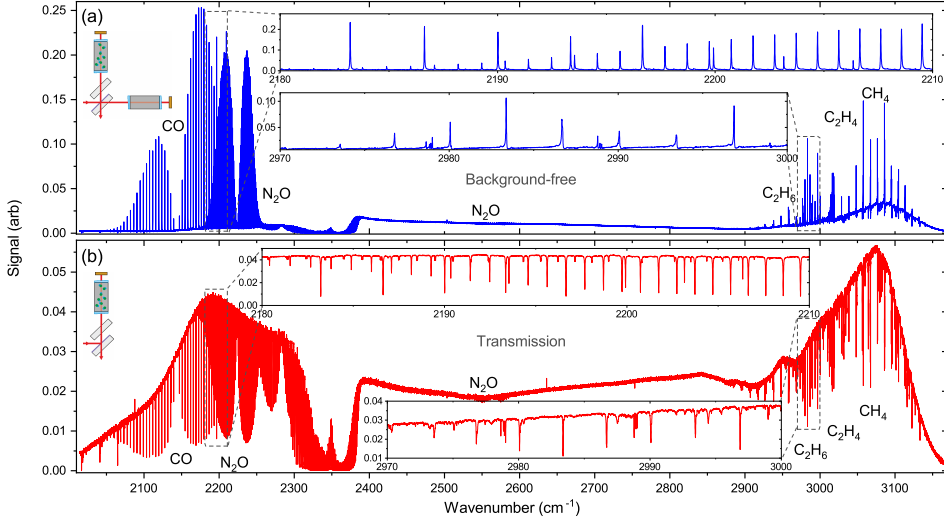 (a)
0.25
0.20
0.15
0.10
0.05
0.00
0.2
0.1
0.0
2180
2190
2200
2210
0.10
0.05
2970
2980
2990
3000
Background-free
CO
N₂O
N₂O
C₂H₆
C₂H₄
CH₄
Signal (arb)
(b)
0.05
0.04
0.03
0.02
0.01
0.00
0.04
0.02
0.00
2180
2190
2200
2210
Transmission
0.04
0.03
0.02
0.01
2970
2980
2990
3000
CO
N₂O
N₂O
C₂H₆
C₂H₄
CH₄
2100 2200 2300 2400 2500 2600 2700 2800 2900 3000 3100
Wavenumber (cm⁻¹)